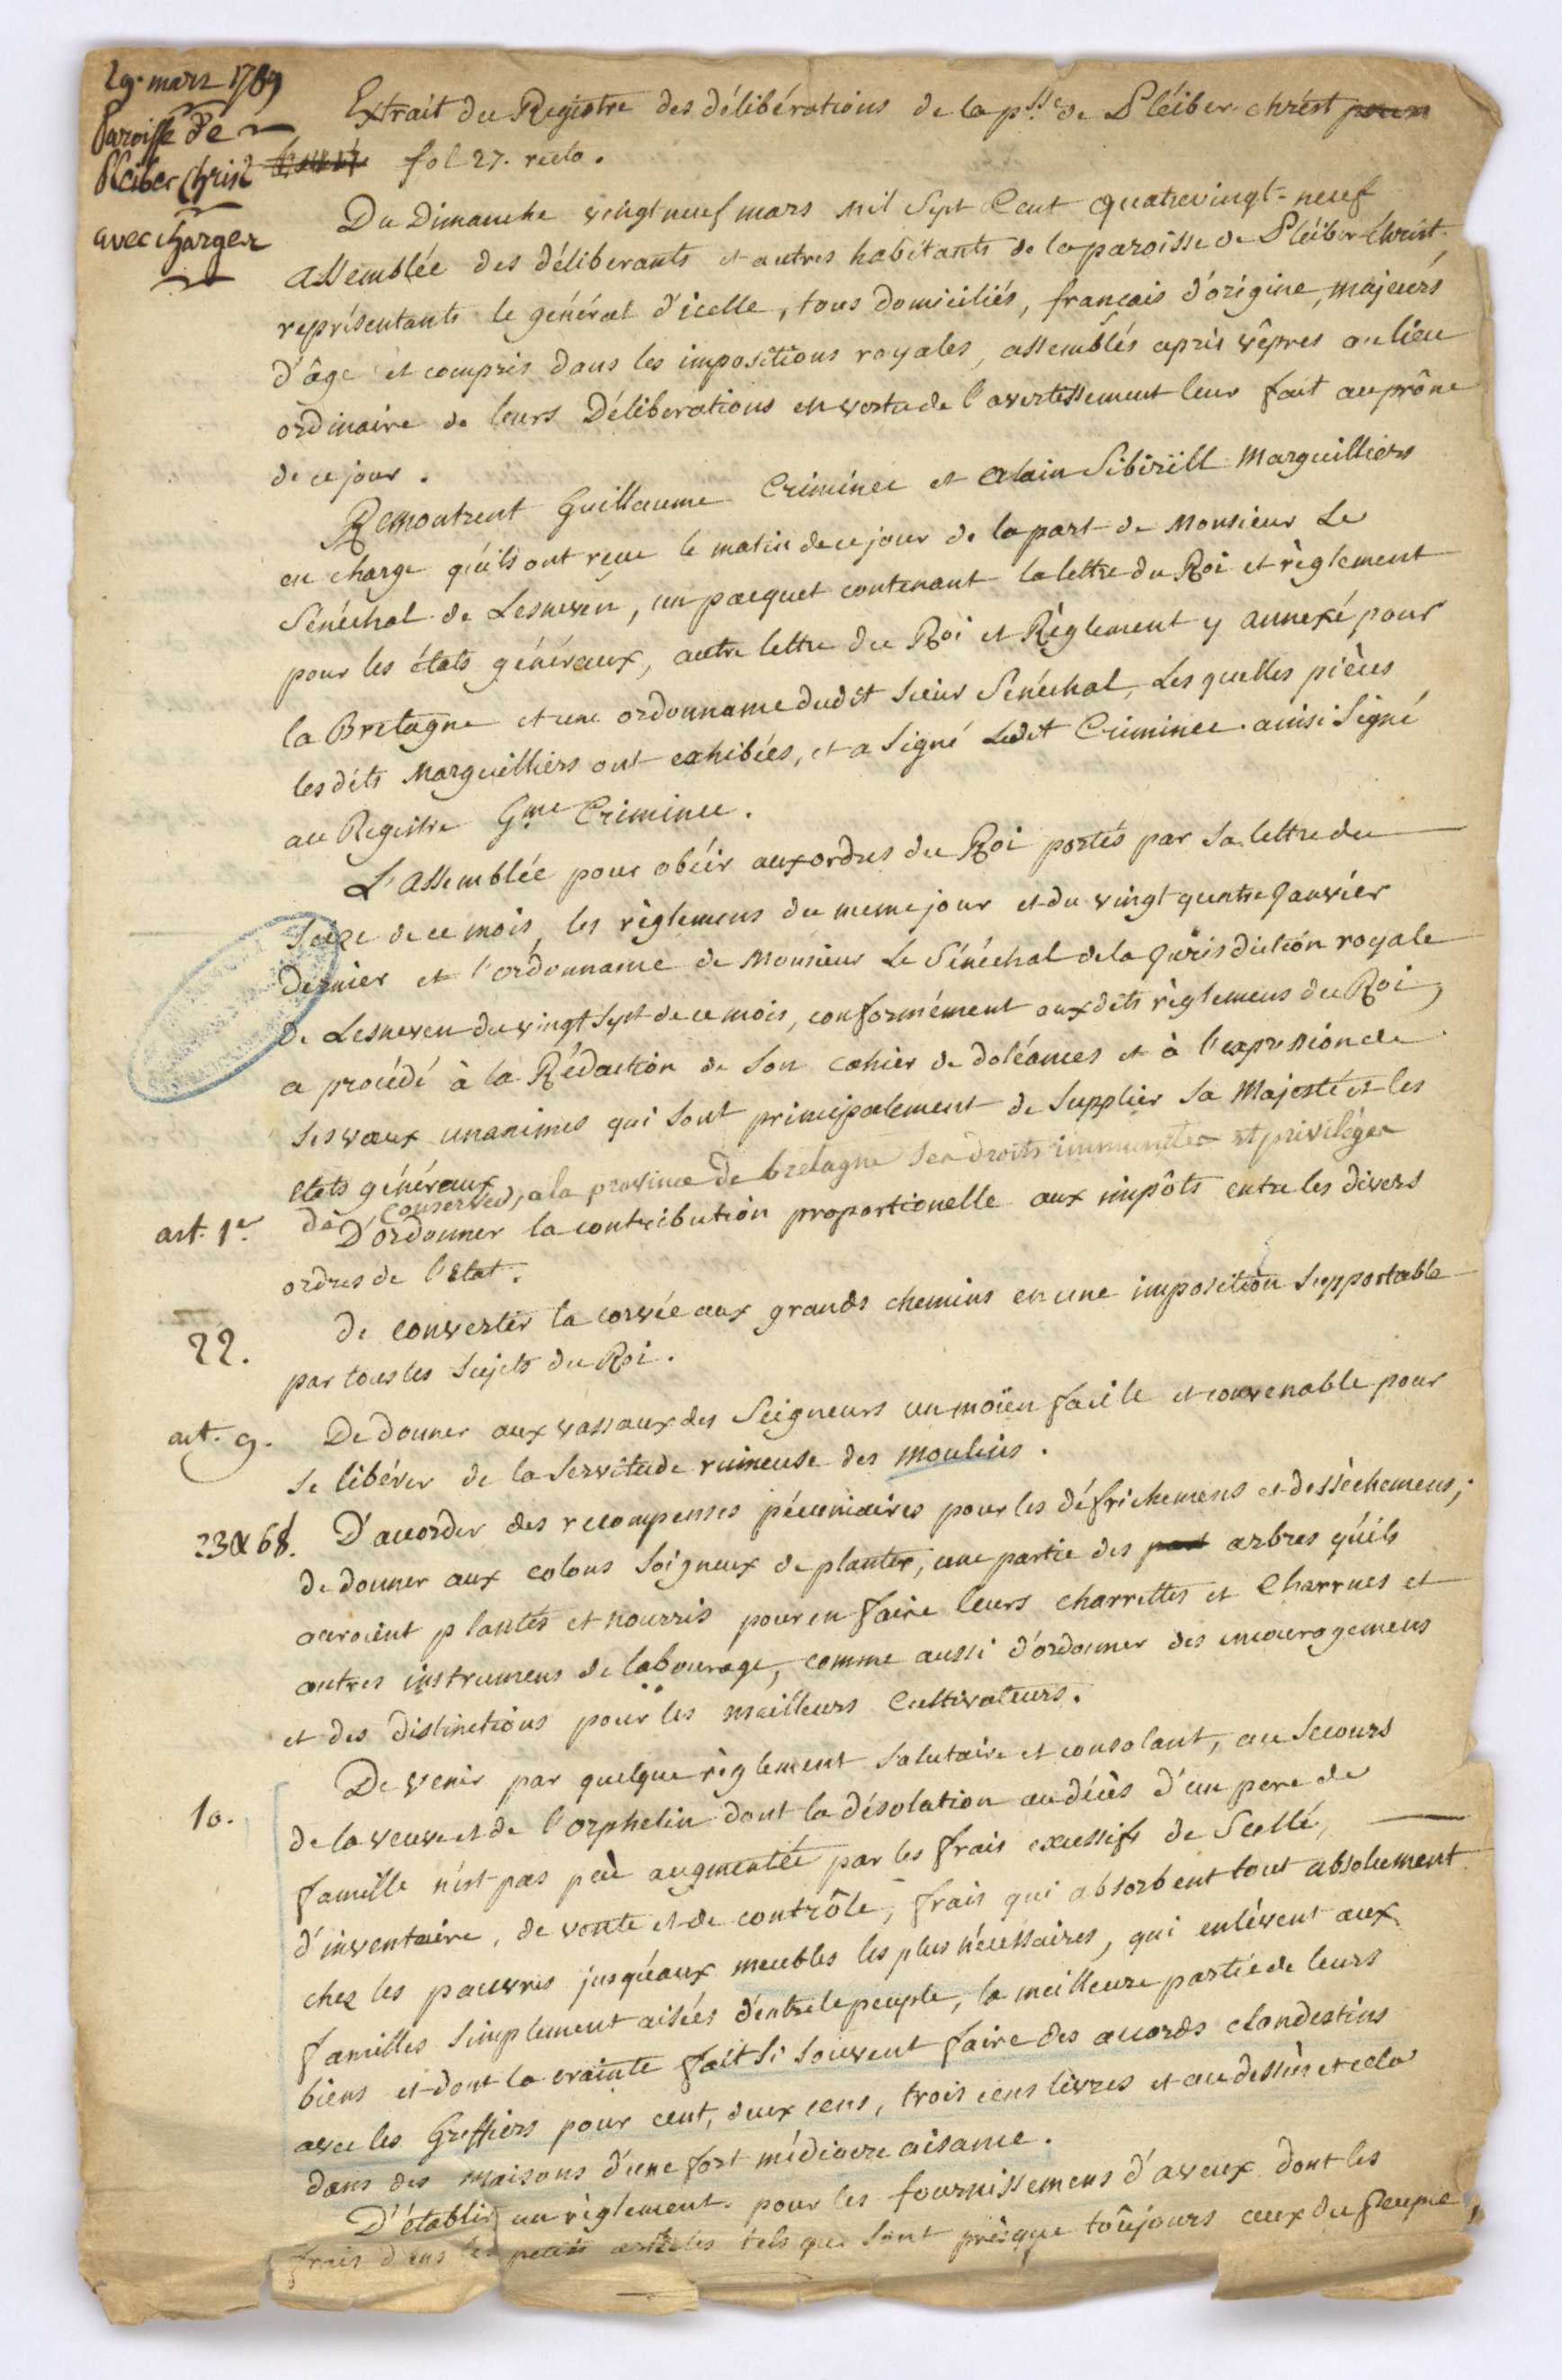 29. mars 1789
Paroisse de
Pleiber Christ
avec charger
Extrait du Registre des délibérations de la p.sse de Pléiber-christ
fol 27. recto.
Du Dimanche vingt neuf mars mil sept Cent quatrevingt-neuf
assemblée des déliberants et autres habitants de la paroisse de Pléiber-Christ
représentants le général d'icelle, tous domiciliés, francais d'origine, majeurs
d'âge et compris dans les impositions royales, assemblés après vêpres au lieu
ordinaire de leurs Déliberations en vertu de l'avertissement leur fait au prône
de ce jour.
Remontrent Guillaume Criminee et alain Sibirill Marguilliers
en charge qu'ils ont reçu le matin de ce jour de la part de Monsieur Le
Sénéchal de Lesneven, un pacquet contenant la lettre du Roi et règlement
pour les états généraux, autre lettre du Roi et Règlement y annexé pour
la Bretagne et une ordonnance dudit sieur Senéchal, Les quelles pièces
les dits Marguilliers ont exhibées, et a signé Ledit Criminee. ainsi signé
au Registre Gme Criminee.
L'assemblée pour obéir aux ordres du Roi portés par sa lettre du
seize de ce mois, les règlemens du meme jour et du vingt quatre janvier
dernier et l'ordonnance de Monsieur Le Sénéchal de la jurisdiction royale
de Lesneven du vingt sept de ce mois, conformément aux dits règlemens du Roi,
a procédé à la Rédaction de son cahier de doléances et à l'expression de
ses vœux unanimes qui sont principalement de supplier sa Majesté et les
etats généraux
de conserver, a la province de bretagne ses droits immunites et privilèges
art. 1er D'ordonner la contribution proportionelle aux impôts entre les divers
ordres de l'Etat.
22. de convertir la corvée aux grands chemins en une imposition supportable
par tous les sujets du Roi.
art. 9. De donner aux vassaux des Seigneurs un moïen facile et convenable pour
se libérer de la servitude ruineuse des moulins.
23 & 68. D'accorder des recompenses pécuniaires pour les défrichemens et dessèchemens;
de donner aux colons soigneux de planter, une partie des arbres qu'ils
auroient plantés et nourris pour en faire leurs charrettes et Charrues et
autres instrumens de labourage, comme aussi d'ordonner des encouragemens
et des distinctions pour les meilleurs Cultivateurs.
10. De venir par quelque règlement salutaire et consolant, au secours
de la veuve et de l'orphelin dont la désolation au décès d'un pere de
famille n'est pas peu augmentée par les frais excessifs de Scellé,
d'inventaire, de vente et de contrôle, frais qui absorbent tout absolument
chez les pauvres jusqu'aux meubles les plus nécessaires, qui enlèvent aux
familles simplement aisées d'entre le peuple, la meilleure partie de leurs
biens et dont la crainte fait si souvent faire des accords clandestins
avec les Greffiers pour cent, deux cens, trois cens livres et au dessus et cela
dans des maisons d'une fort médiocre aisance.
D'établir un règlement pour les fournissemens d'aveux dont les
frais dans les petits articles tels que sont présque toûjours ceux du peuple,